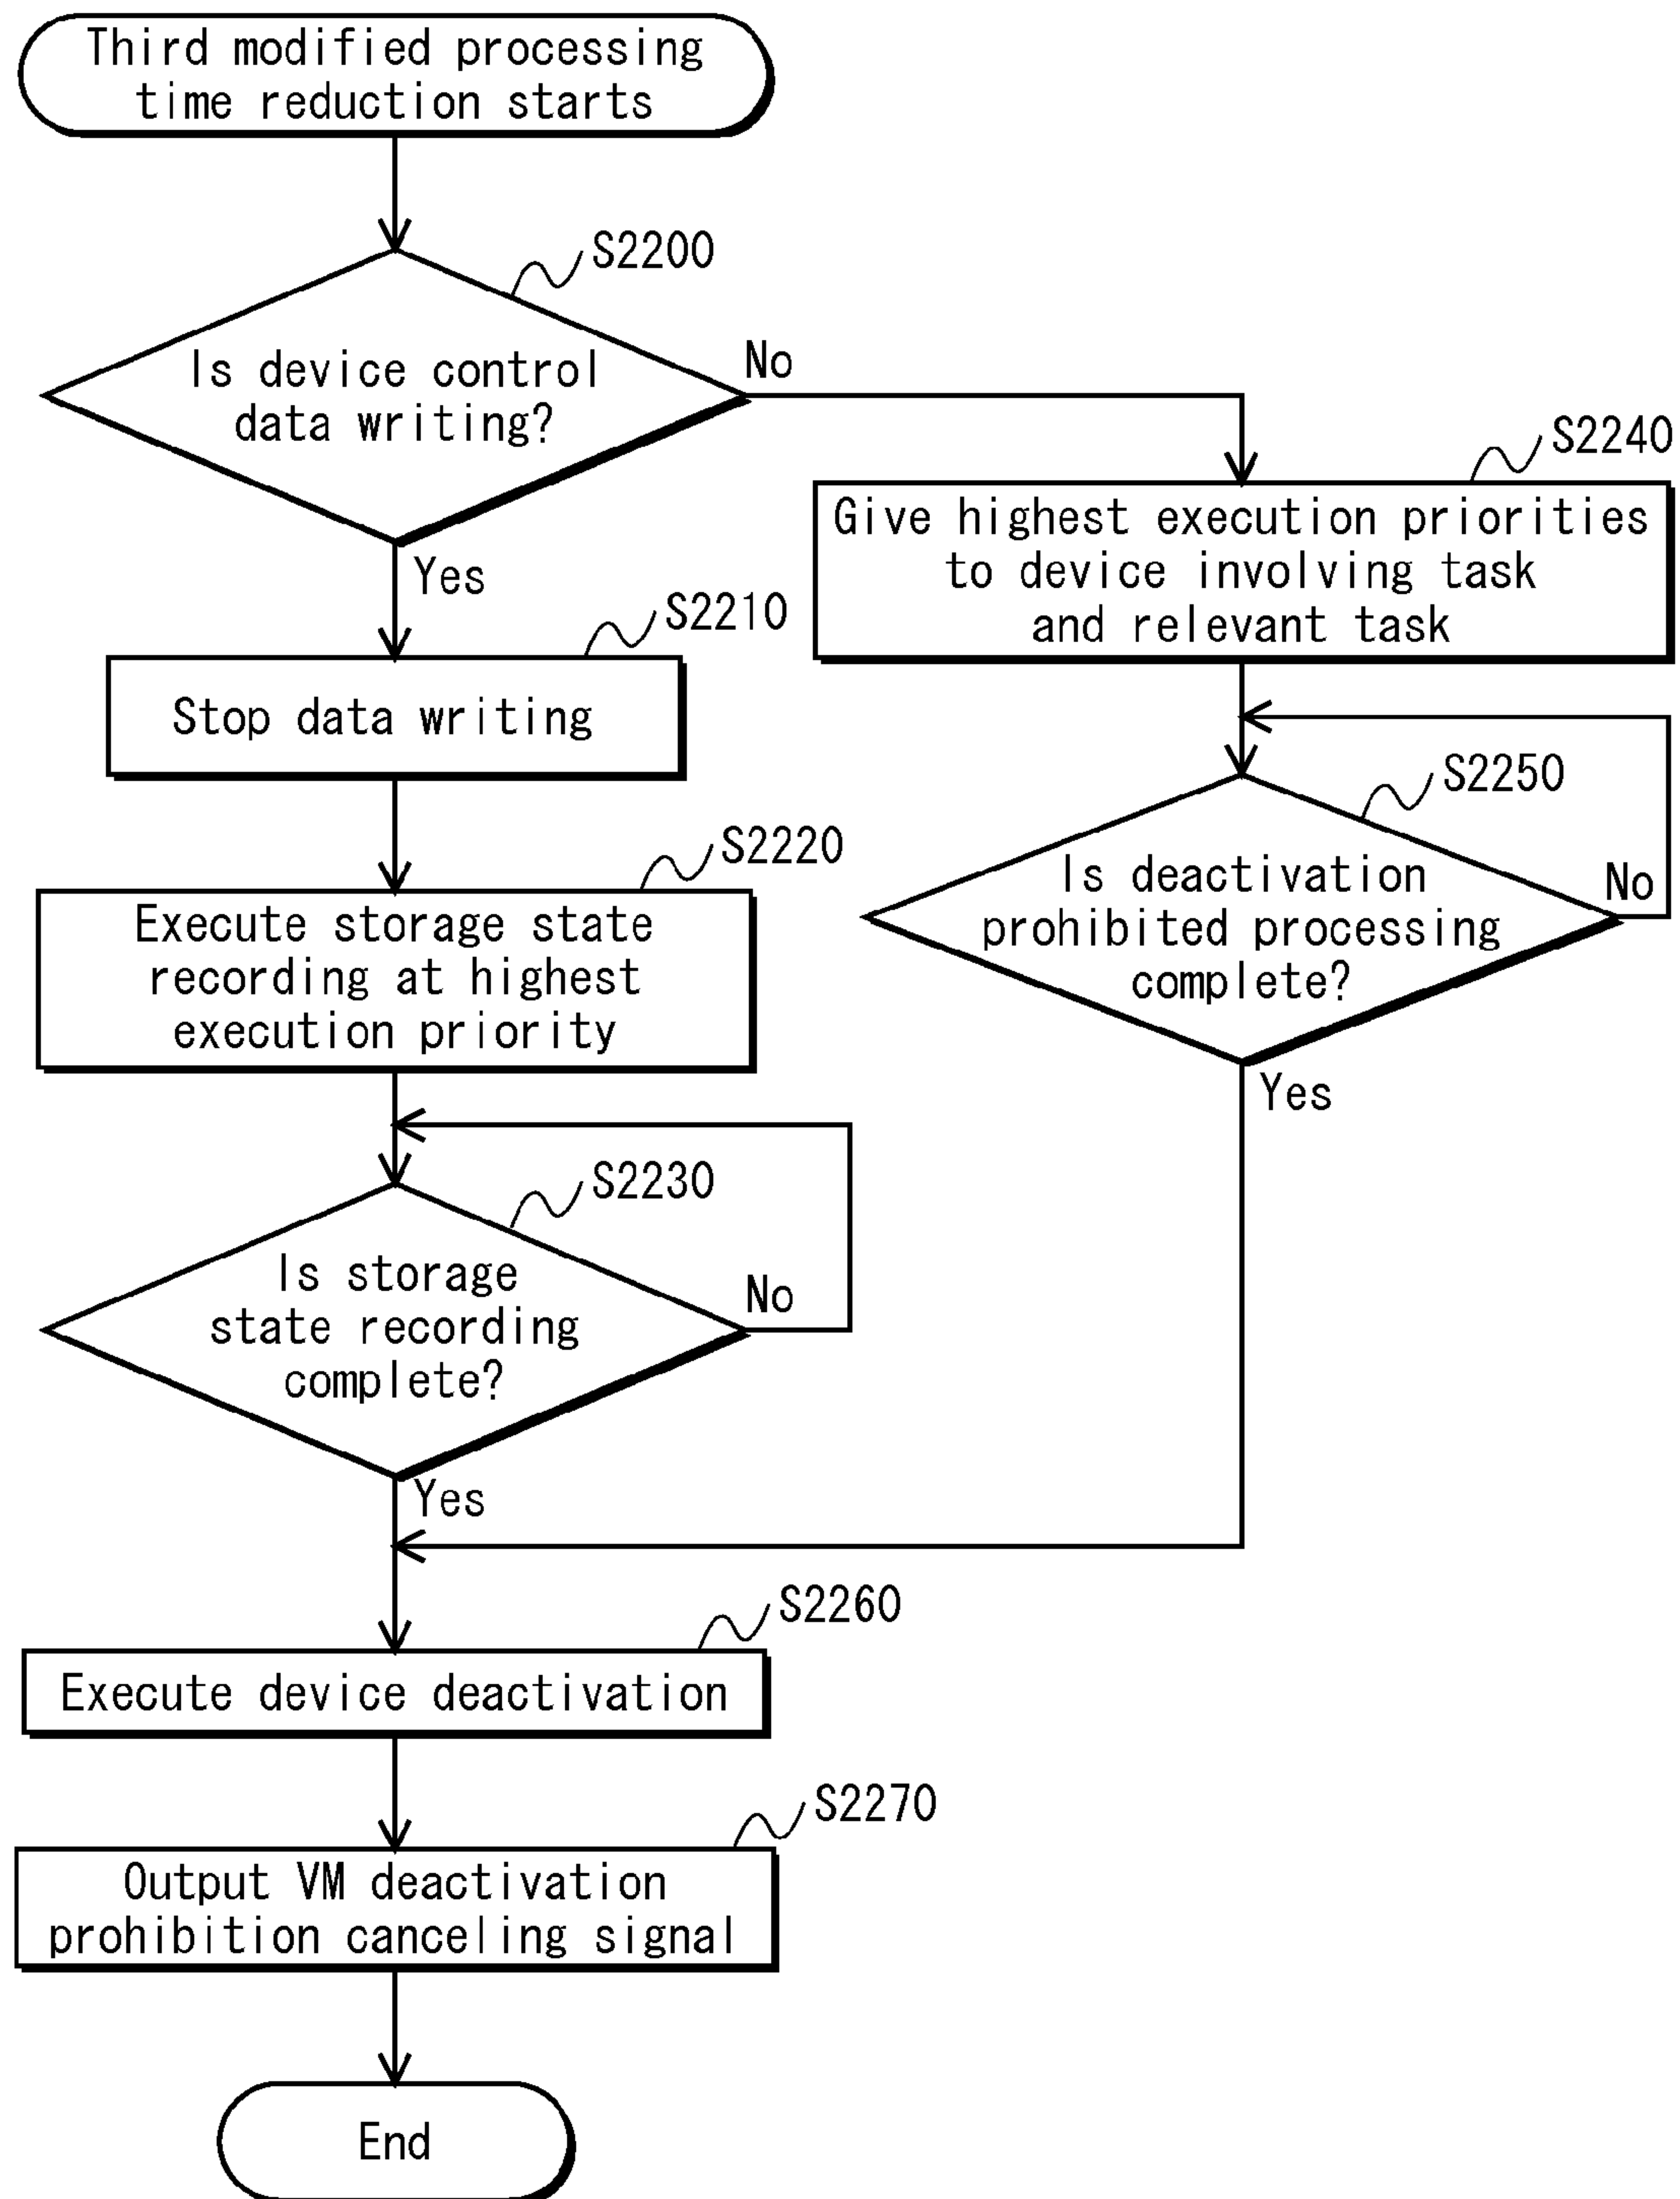 Third modified processing
time reduction starts
S2200
Is device control
data writing?
No
Yes
S2240
Give highest execution priorities
to device involving task
and relevant task
S2210
Stop data writing
S2250
Is deactivation
prohibited processing
complete?
No
Yes
S2220
Execute storage state
recording at highest
execution priority
S2230
Is storage
state recording
complete?
No
Yes
S2260
Execute device deactivation
S2270
Output VM deactivation
prohibition canceling signal
End